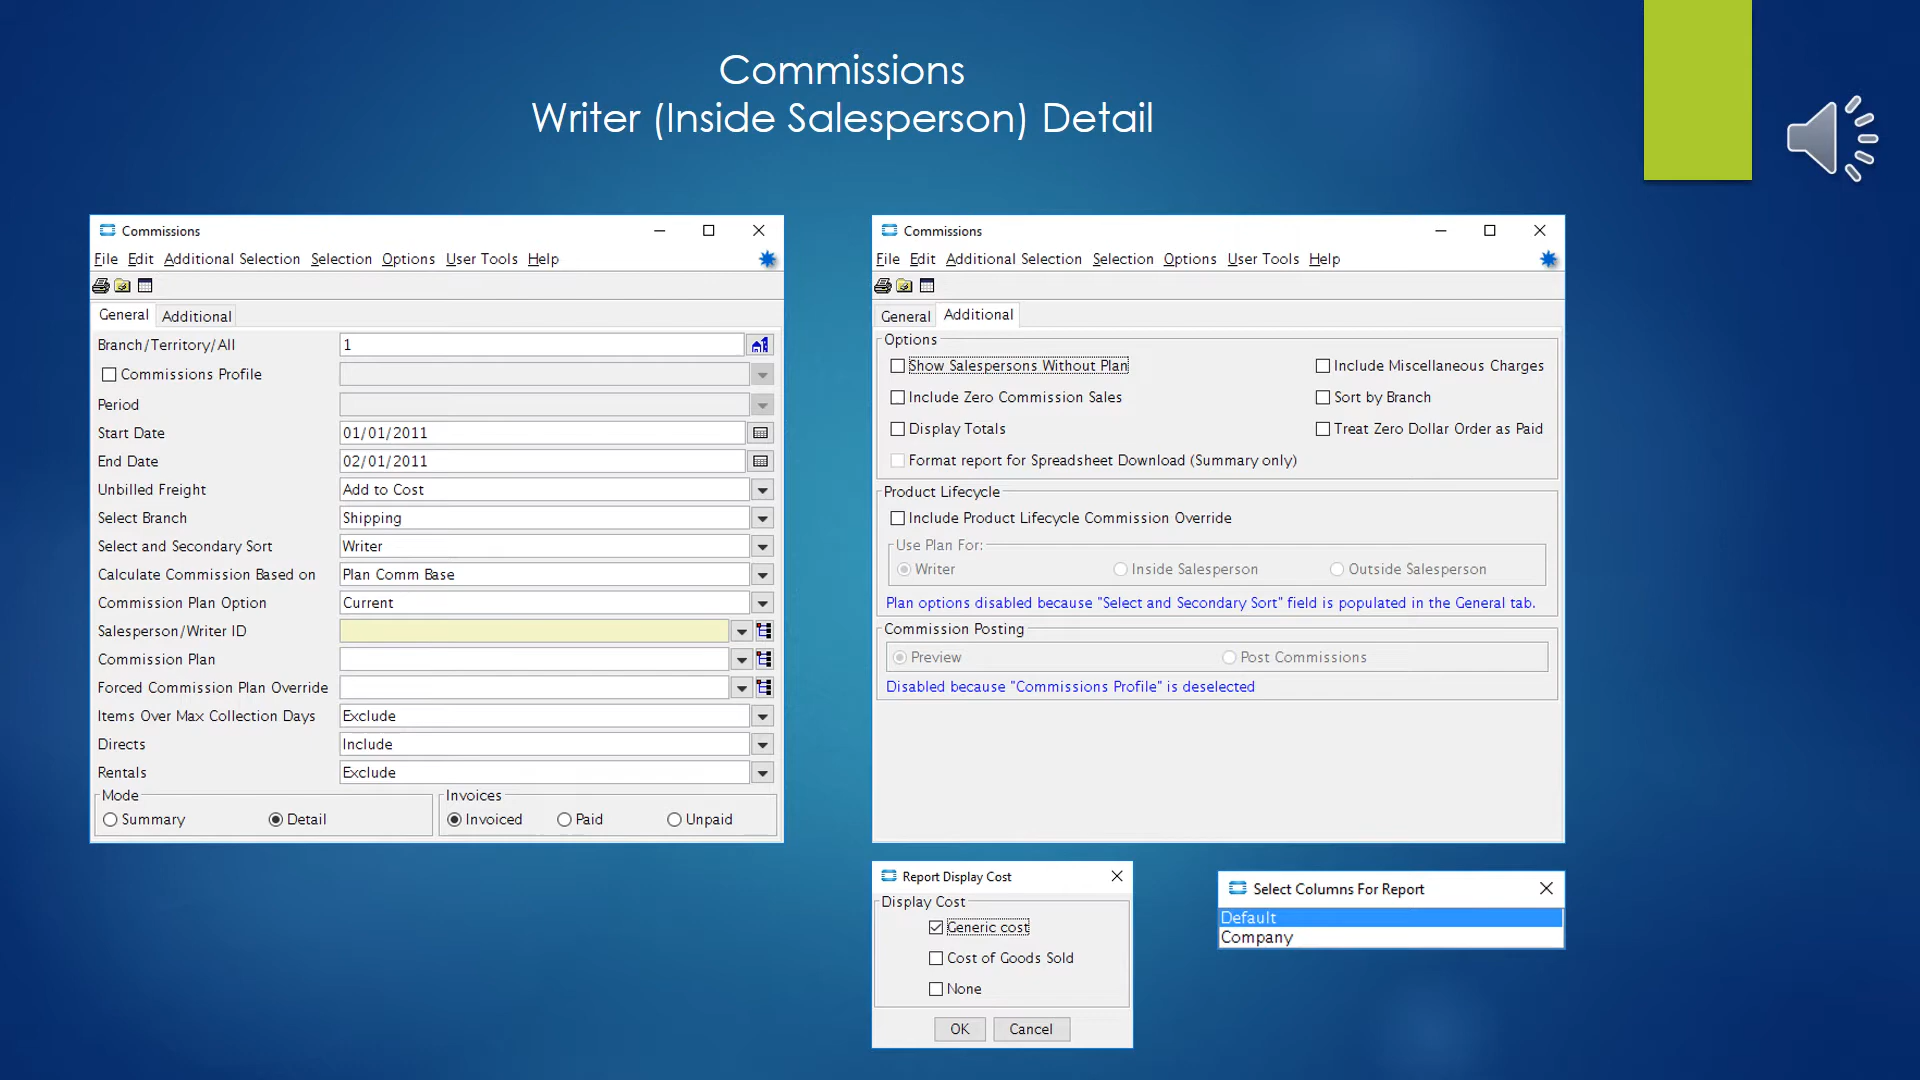 Commissions
Writer (Inside Salesperson) Detail
Commissions
File Edit Additional Selection Selection Options User Tools Help
General Additional
Branch/Territory/All 1
Commissions Profile
Period
Start Date 01/01/2011
End Date 02/01/2011
Unbilled Freight Add to Cost
Select Branch Shipping
Select and Secondary Sort Writer
Calculate Commission Based on Plan Comm Base
Commission Plan Option Current
Salesperson/Writer ID
Commission Plan
Forced Commission Plan Override
Items Over Max Collection Days Exclude
Directs Include
Rentals Exclude
Mode Invoices
Summary Detail Invoiced Paid Unpaid
Commissions
File Edit Additional Selection Selection Options User Tools Help
General Additional
Options
Show Salespersons Without Plan Include Miscellaneous Charges
Include Zero Commission Sales Sort by Branch
Display Totals Treat Zero Dollar Order as Paid
Format report for Spreadsheet Download (Summary only)
Product Lifecycle
Include Product Lifecycle Commission Override
Use Plan For:
Writer Inside Salesperson Outside Salesperson
Plan options disabled because "Select and Secondary Sort" field is populated in the General tab.
Commission Posting
Preview Post Commissions
Disabled because "Commissions Profile" is deselected
Report Display Cost
Display Cost
Generic cost
Cost of Goods Sold
None
OK Cancel
Select Columns For Report
Default
Company